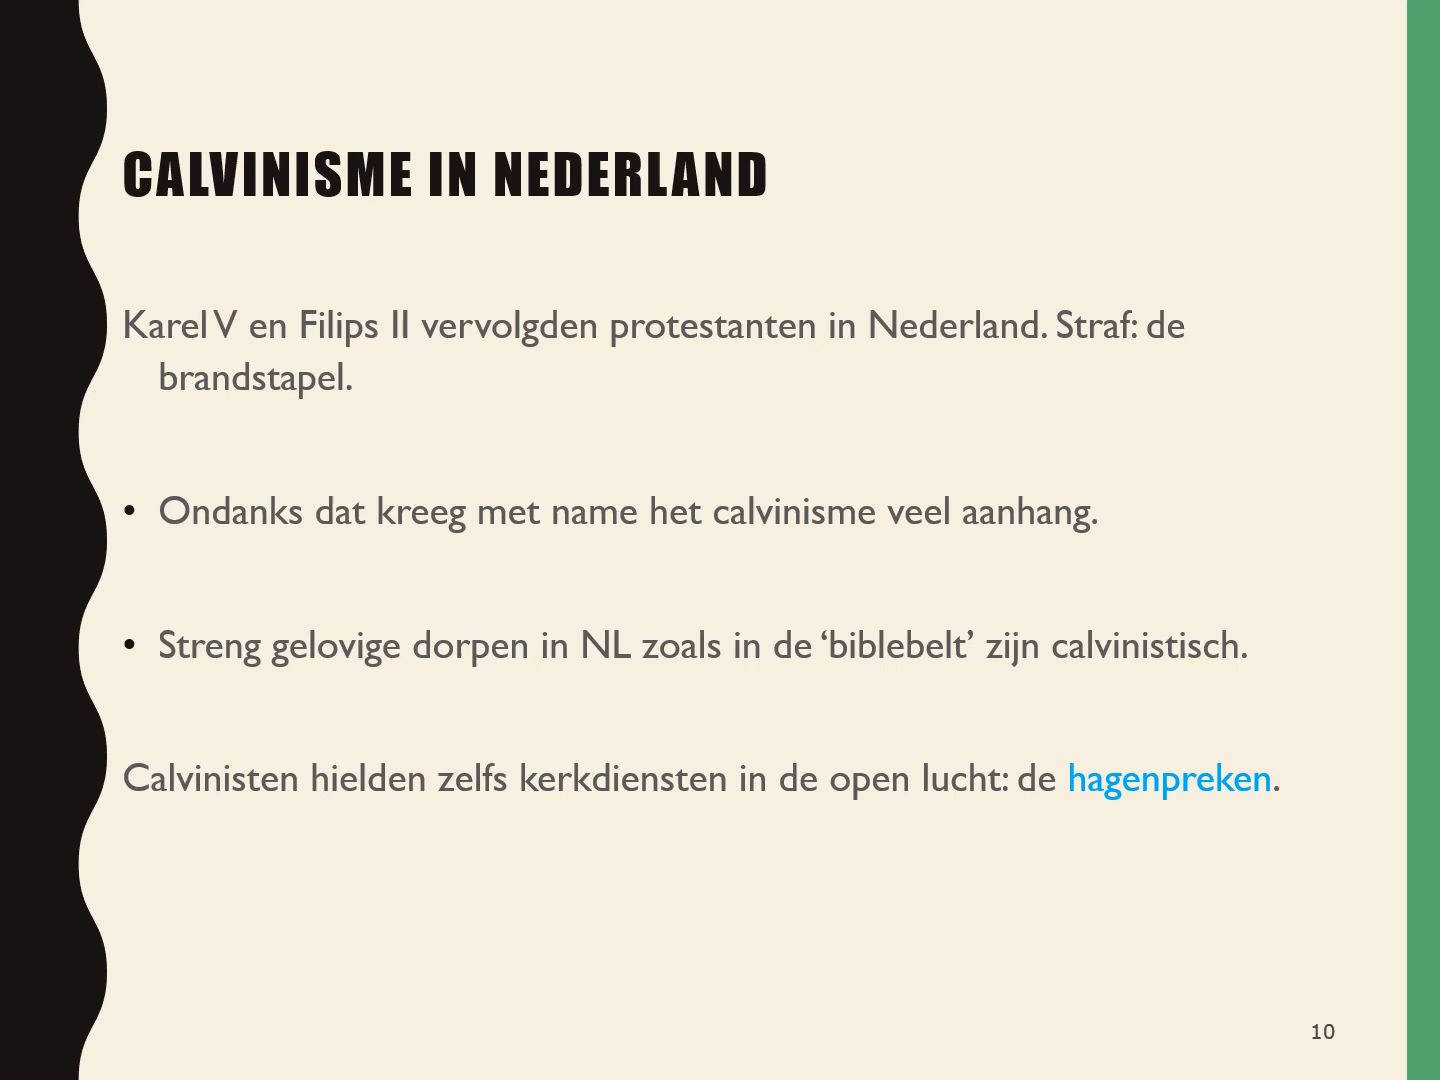 CALVINISME IN NEDERLAND
Karel V en Filips II vervolgden protestanten in Nederland. Straf: de
brandstapel.
• Ondanks dat kreeg met name het calvinisme veel aanhang.
• Streng gelovige dorpen in NL zoals in de ‘biblebelt’ zijn calvinistisch.
Calvinisten hielden zelfs kerkdiensten in de open lucht: de hagenpreken.
10